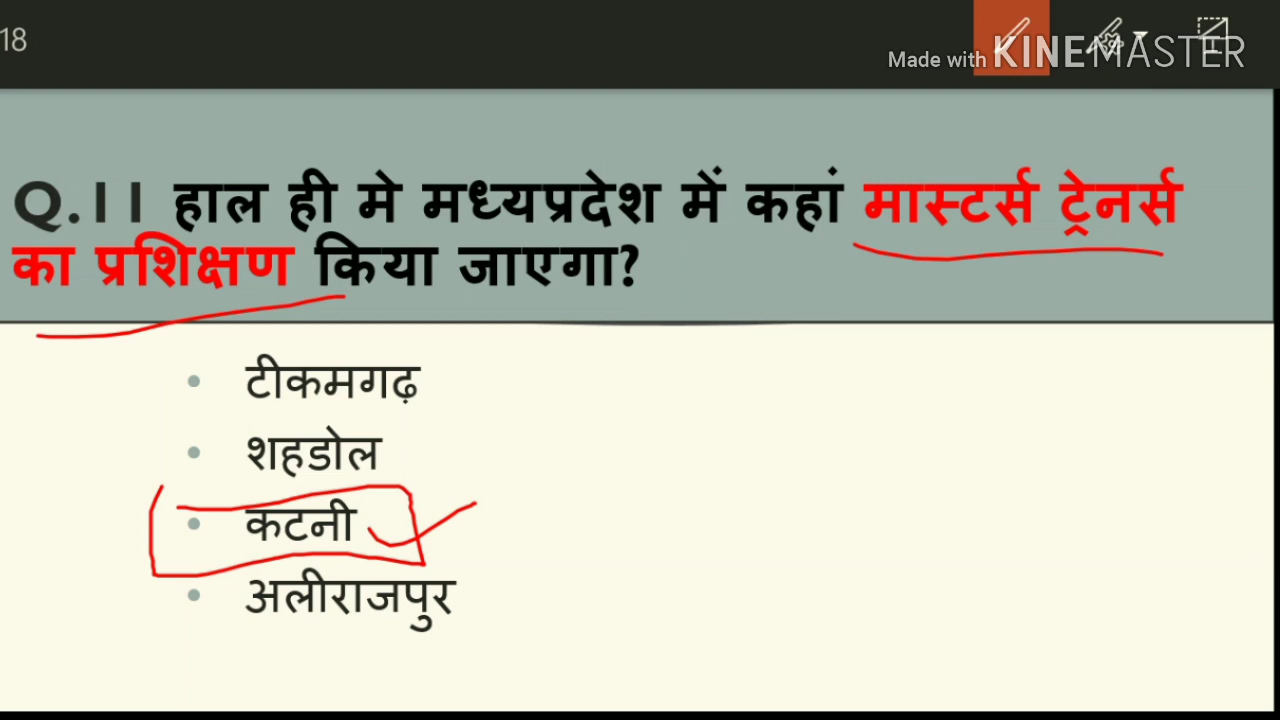 18
Made with KINEMASTER
Q.11 हाल ही मे मध्यप्रदेश में कहां मास्टर्स ट्रेनर्स
का प्रशिक्षण किया जाएगा?
• टीकमगढ़
• शहडोल
• कटनी
• अलीराजपुर